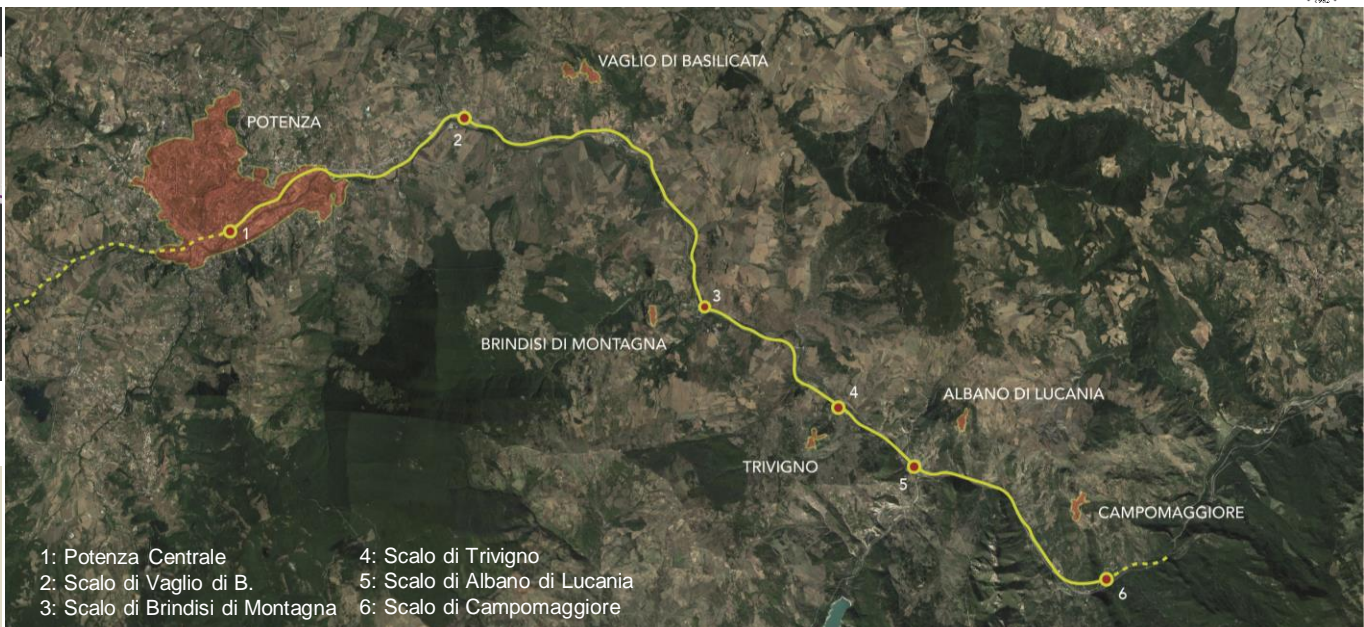 VAGLIO DI BASILICATA
POTENZA
2
1
3
BRINDISI DI MONTAGNA
4
ALBANO DI LUCANIA
TRIVIGNO
5
CAMPOMAGGIORE
6
1: Potenza Centrale
2: Scalo di Vaglio di B.
3: Scalo di Brindisi di Montagna
4: Scalo di Trivigno
5: Scalo di Albano di Lucania
6: Scalo di Campomaggiore